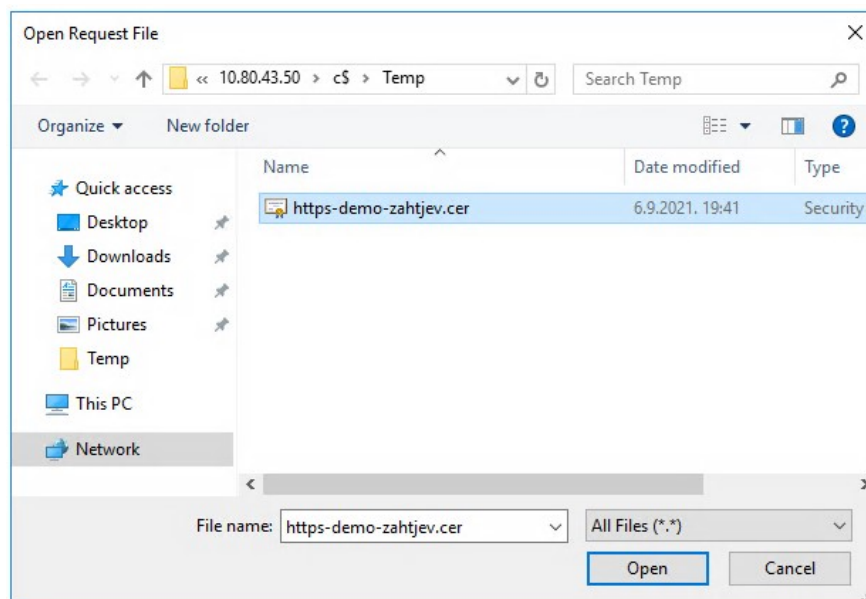 Open Request File
« 10.80.43.50 › c$ › Temp
Search Temp
Organize
New folder
Name
Date modified
Type
Quick access
Desktop
Downloads
Documents
Pictures
Temp
This PC
Network
https-demo-zahtjev.cer
6.9.2021. 19:41
Security
File name:
https-demo-zahtjev.cer
All Files (*.*)
Open
Cancel